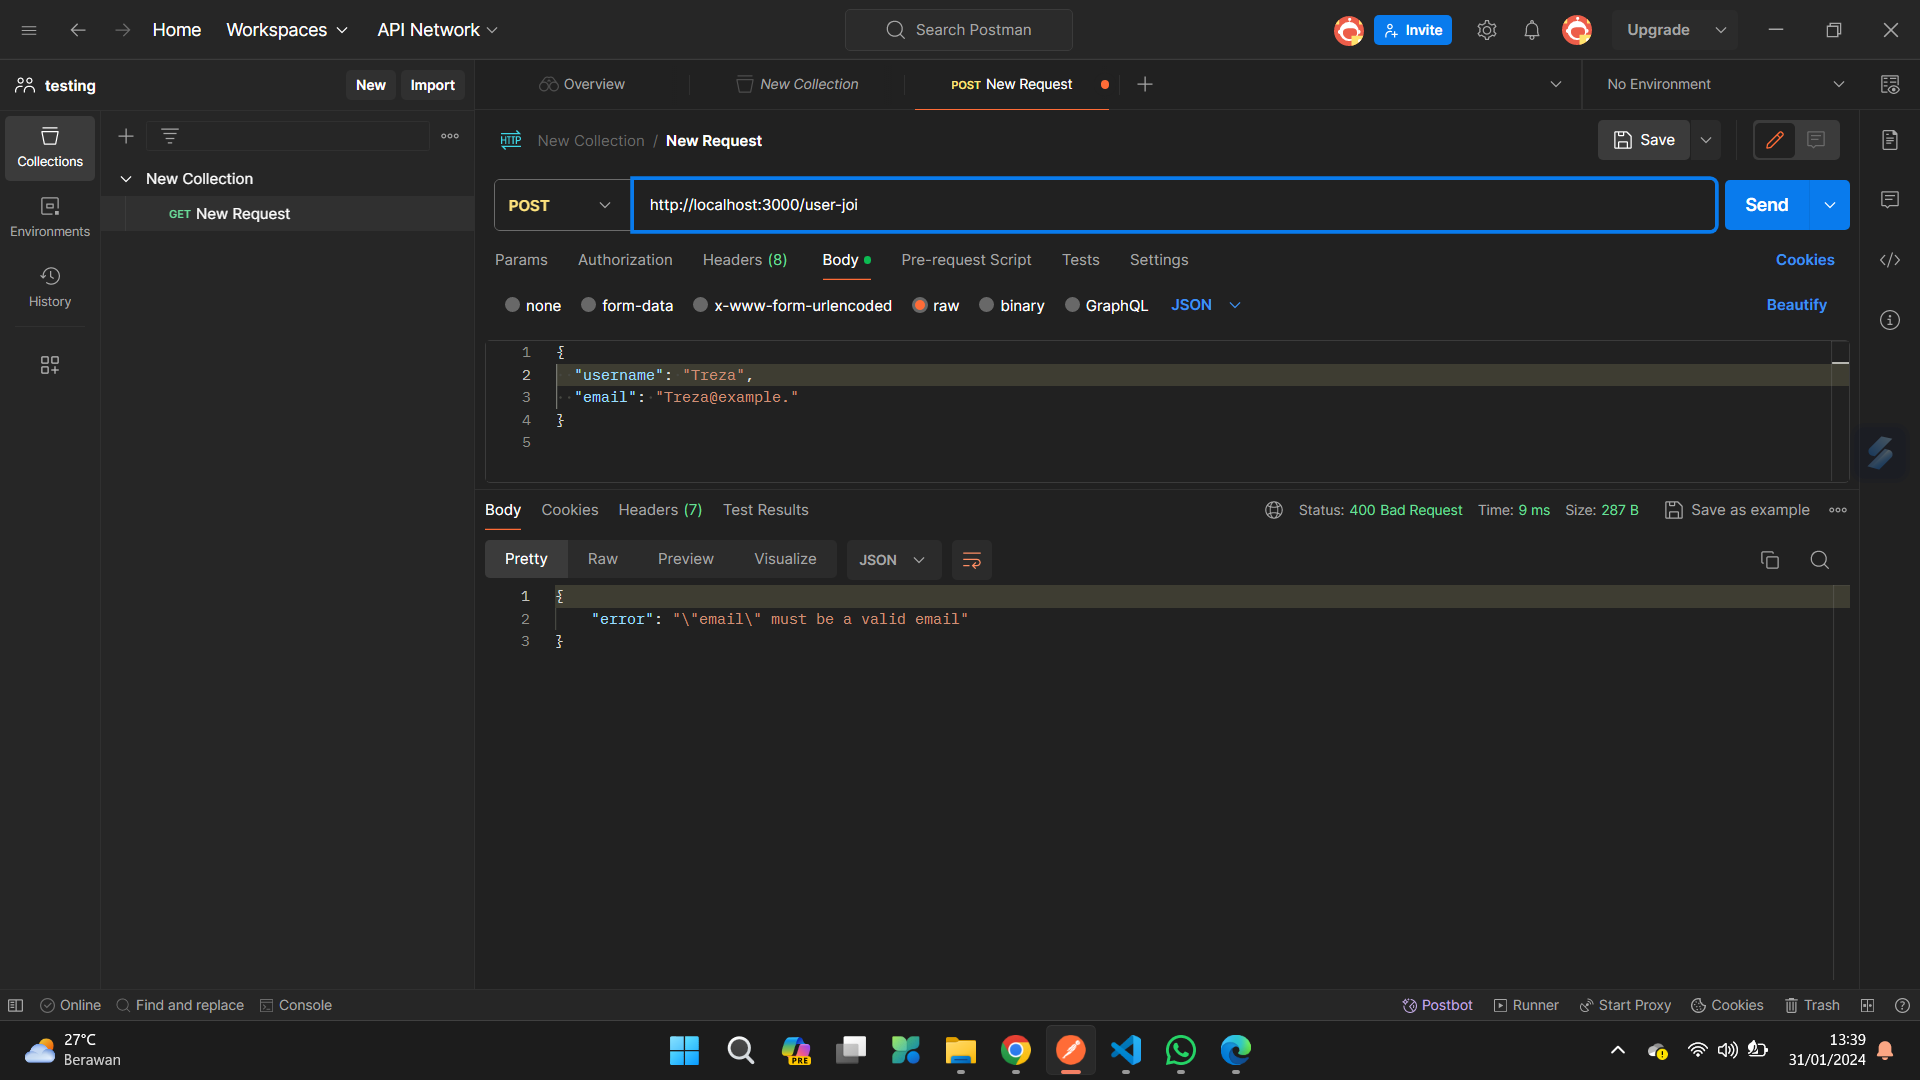 Home Workspaces API Network Search Postman Invite Upgrade
testing New Import Overview New Collection POST New Request No Environment
Collections
Environments
History
New Collection
GET New Request
HTTP New Collection / New Request Save
POST http://localhost:3000/user-joi Send
Params Authorization Headers (8) Body Pre-request Script Tests Settings Cookies
none form-data x-www-form-urlencoded raw binary GraphQL JSON Beautify
1 {
2 "username": "Treza",
3 "email": "Treza@example."
4 }
5
Body Cookies Headers (7) Test Results Status: 400 Bad Request Time: 9 ms Size: 287 B Save as example
Pretty Raw Preview Visualize JSON
1 {
2 "error": "\"email\" must be a valid email"
3 }
Online Find and replace Console Postbot Runner Start Proxy Cookies Trash
27°C
Berawan
PRE
13:39
31/01/2024